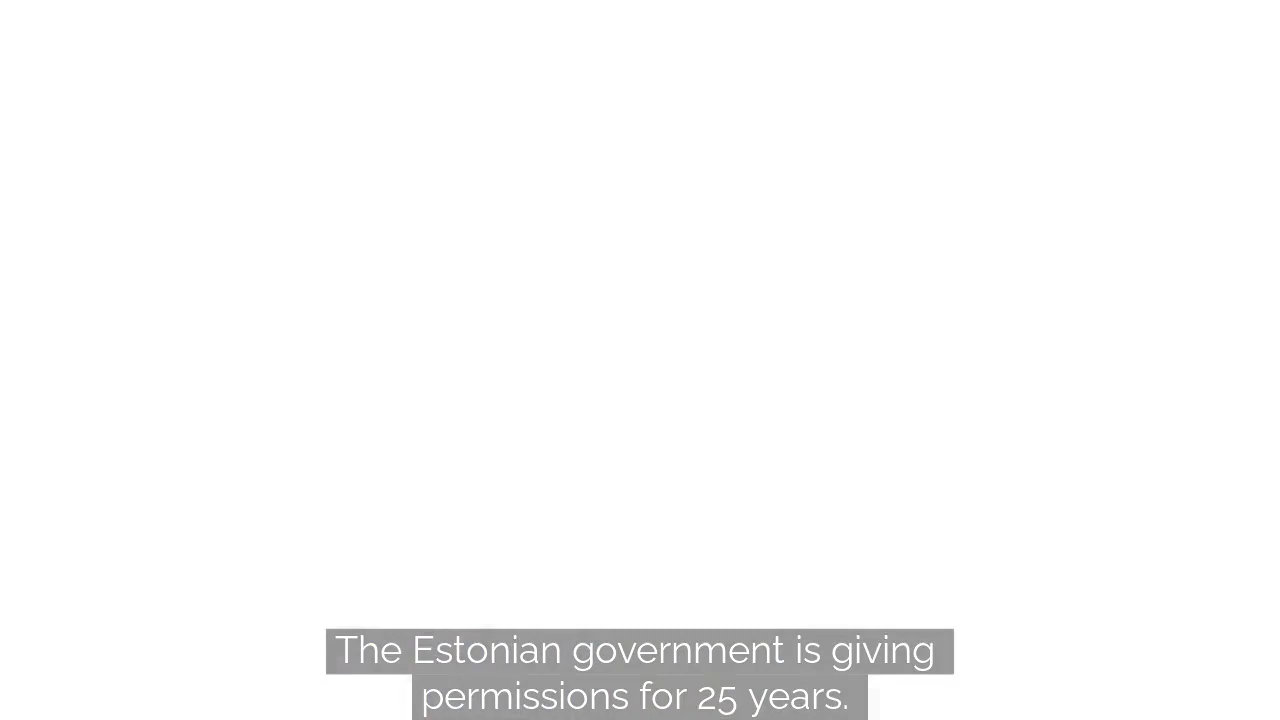 The Estonian government is giving
permissions for 25 years.